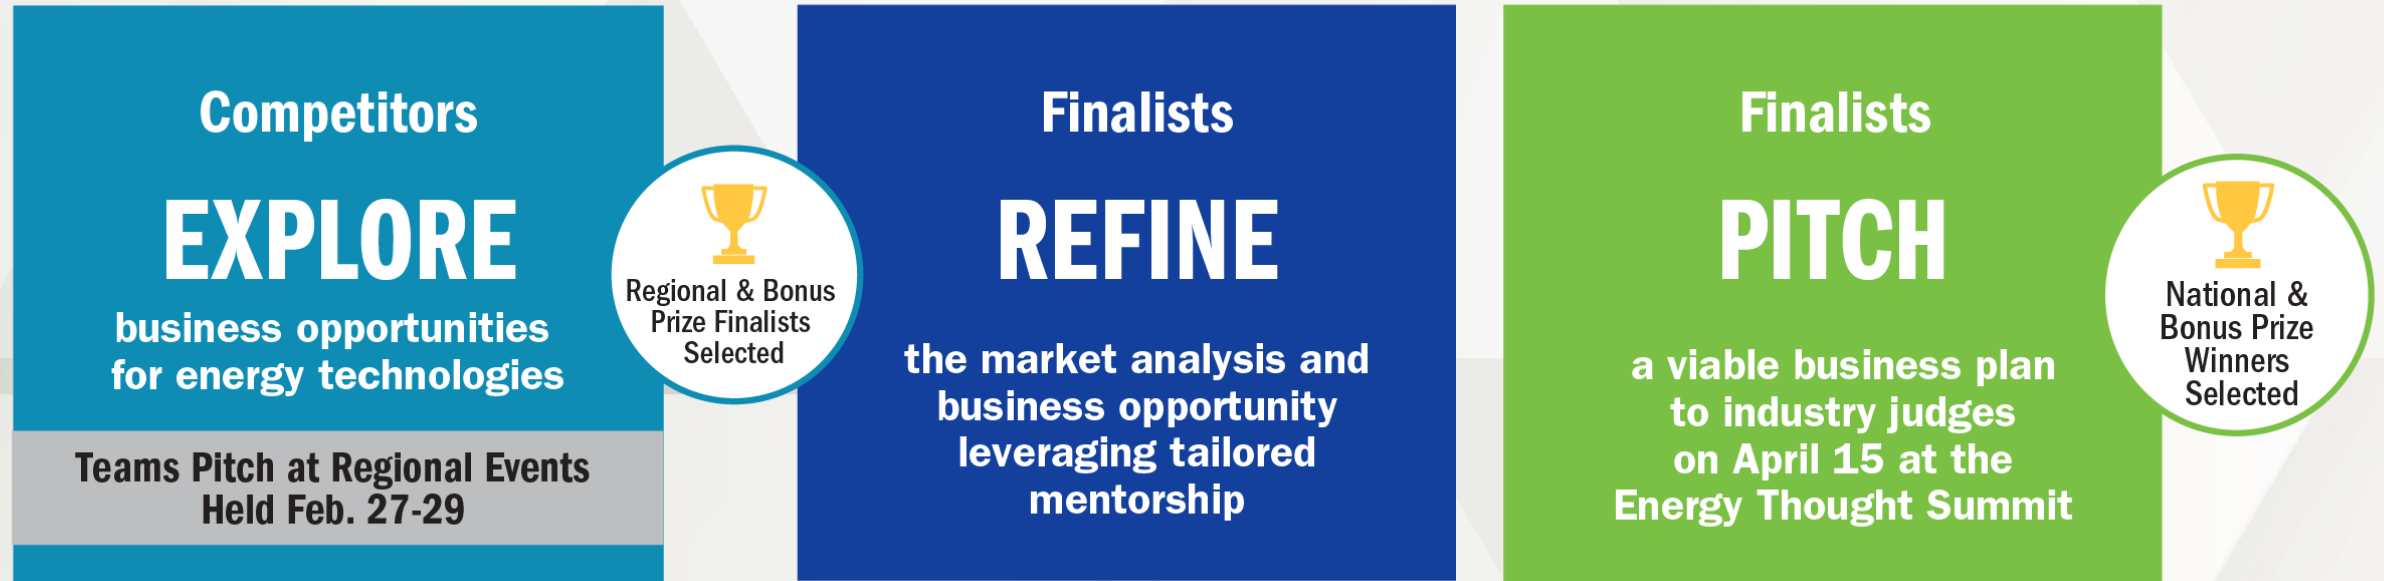 Competitors
EXPLORE
business opportunities
for energy technologies
Teams Pitch at Regional Events
Held Feb. 27-29
Regional & Bonus
Prize Finalists
Selected
Finalists
REFINE
the market analysis and
business opportunity
leveraging tailored
mentorship
Finalists
PITCH
a viable business plan
to industry judges
on April 15 at the
Energy Thought Summit
National &
Bonus Prize
Winners
Selected